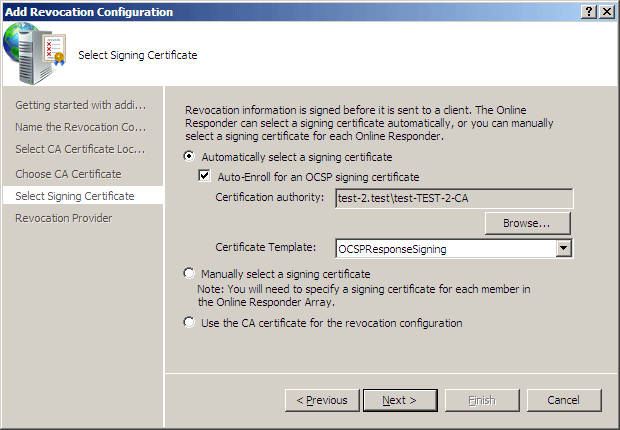 Add Revocation Configuration
Select Signing Certificate
Getting started with addi...
Name the Revocation Co...
Select CA Certificate Loc...
Choose CA Certificate
Select Signing Certificate
Revocation Provider
Revocation information is signed before it is sent to a client. The Online
Responder can select a signing certificate automatically, or you can manually
select a signing certificate for each Online Responder.
Automatically select a signing certificate
Auto-Enroll for an OCSP signing certificate
Certification authority: test-2.test\test-TEST-2-CA
Browse...
Certificate Template: OCSPResponseSigning
Manually select a signing certificate
Note: You will need to specify a signing certificate for each member in
the Online Responder Array.
Use the CA certificate for the revocation configuration
< Previous Next > Finish Cancel